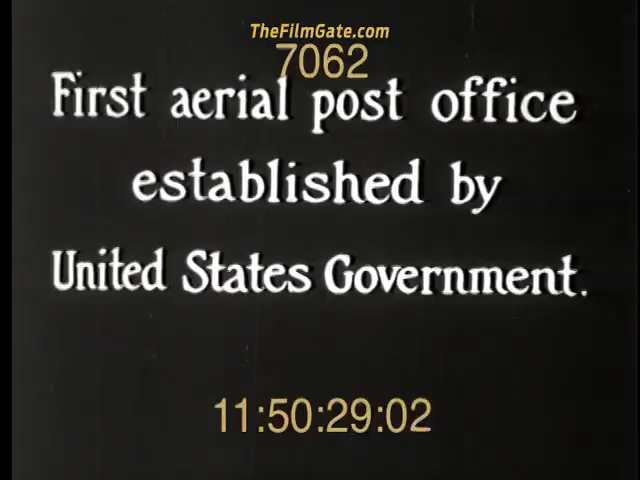 TheFilmGate.com
7062
First aerial post office
established by
United States Government.
11:50:29:02